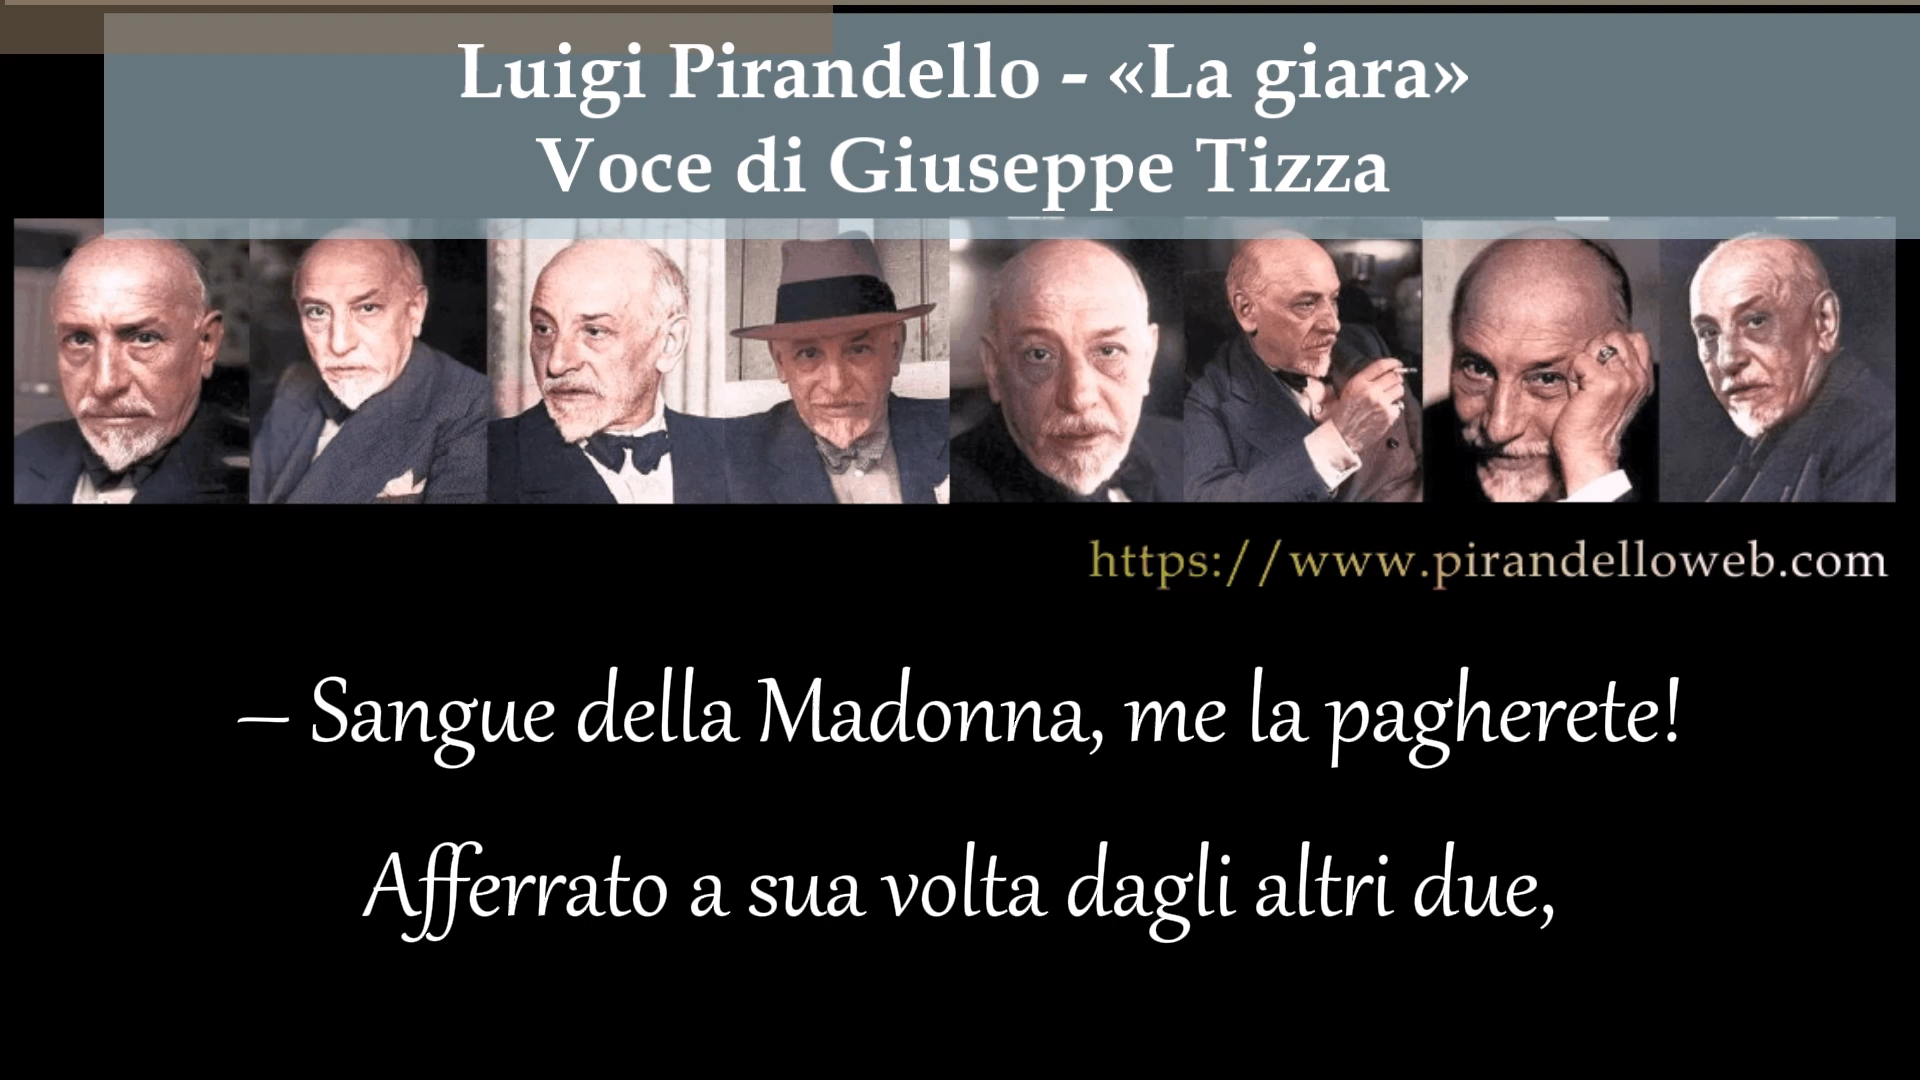 Luigi Pirandello - «La giara»
Voce di Giuseppe Tizza
https://www.pirandelloweb.com
– Sangue della Madonna, me la pagherete!
Afferrato a sua volta dagli altri due,